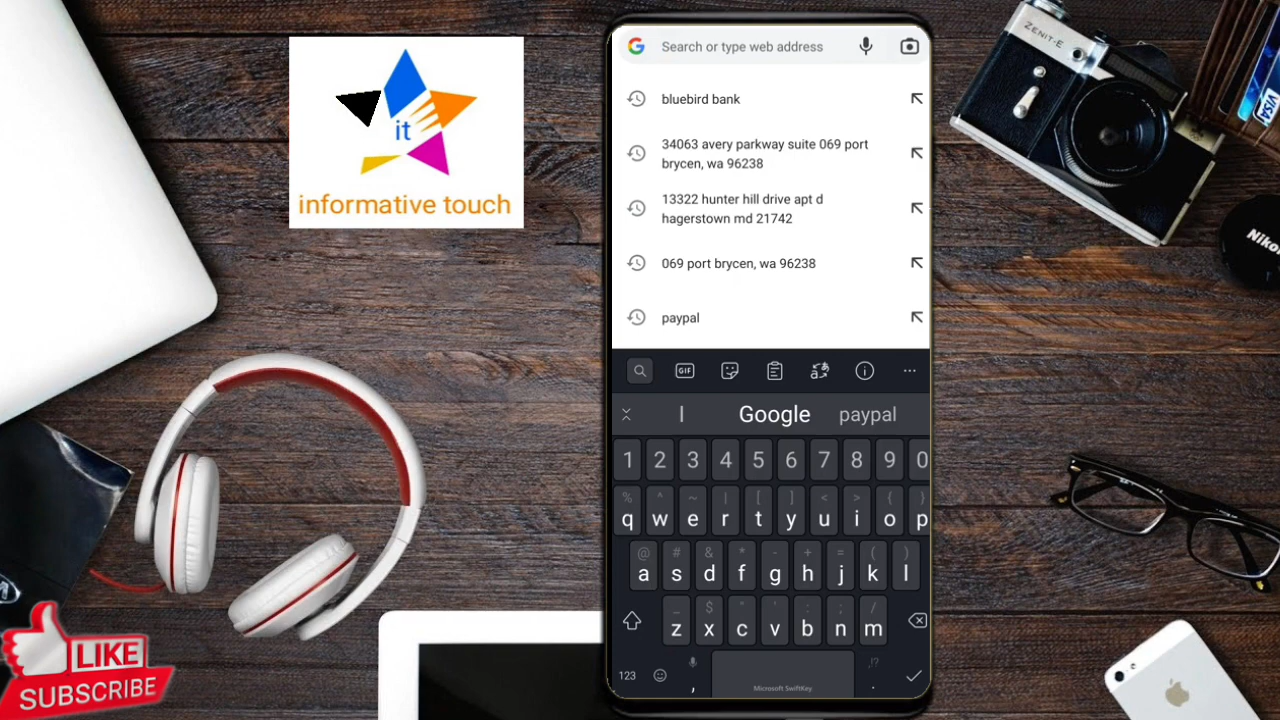 it
informative touch
LIKE
SUBSCRIBE
Search or type web address
bluebird bank
34063 avery parkway suite 069 port
brycen, wa 96238
13322 hunter hill drive apt d
hagerstown md 21742
069 port brycen, wa 96238
paypal
GIF
I Google paypal
1 2 3 4 5 6 7 8 9 0
% ^ ~ | [ ] < > { }
q w e r t y u i o p
@ # & * - + = ( )
a s d f g h j k l
_ $ " ' : ; /
z x c v b n m
,!?
123 , Microsoft SwiftKey .
ZENIT-E
VISA
Nikon